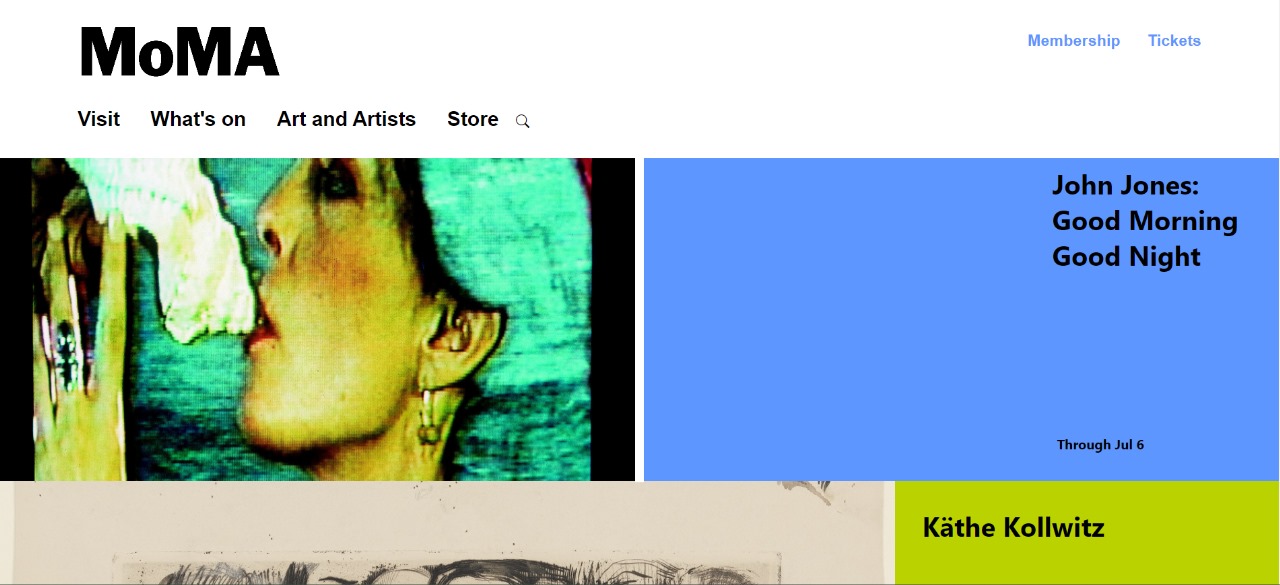 MoMA
Membership Tickets
Visit What's on Art and Artists Store
John Jones:
Good Morning
Good Night
Through Jul 6
Käthe Kollwitz